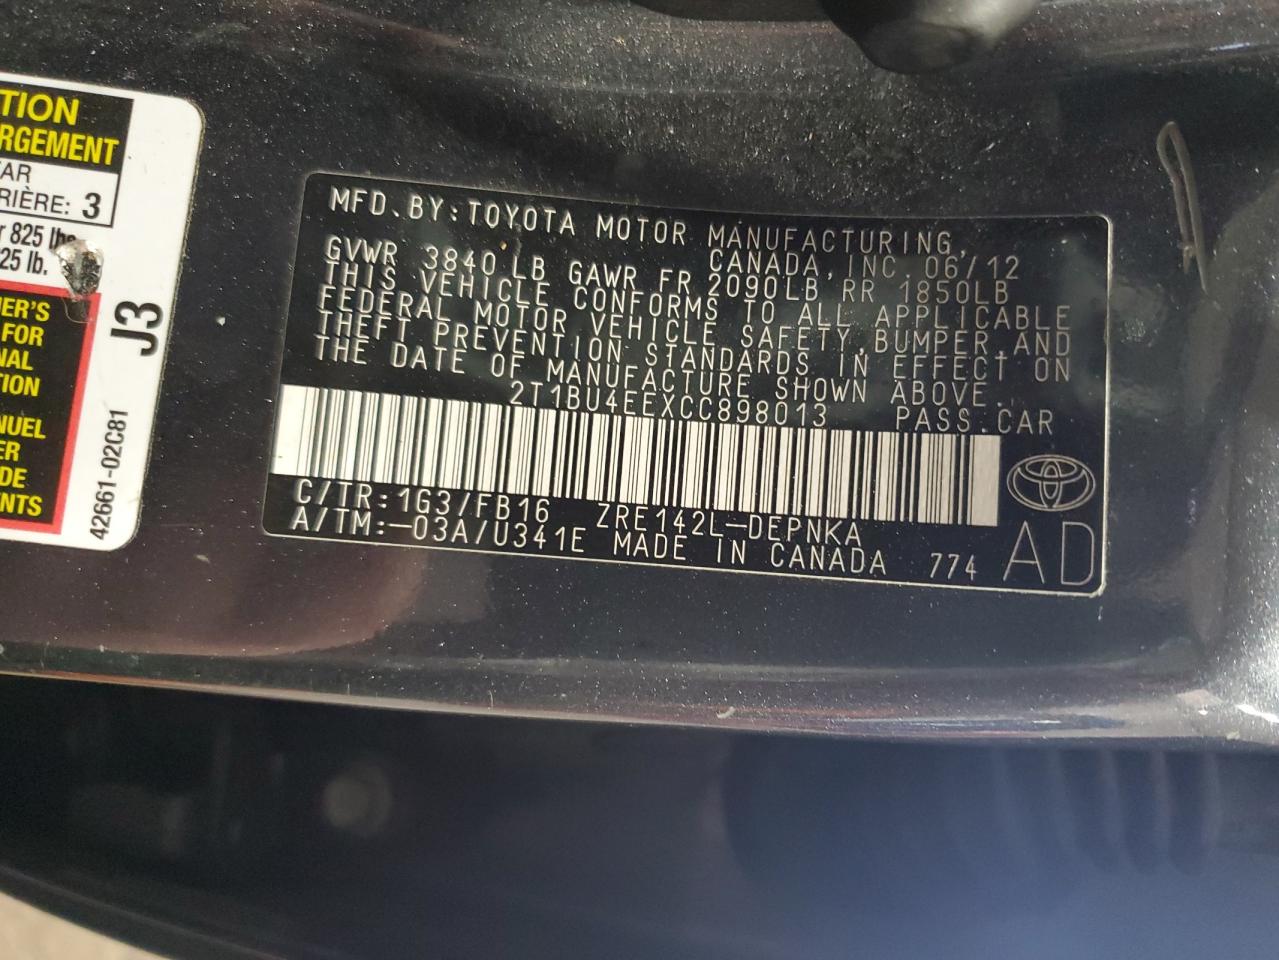 TION
RGEMENT
AR
RIÈRE: 3
825 lbs
25 lb.
ER'S
FOR
NAL
TION
NUEL
ER
DE
ENTS
J3
42661-02C81
MFD.BY:TOYOTA MOTOR MANUFACTURING,
CANADA, INC. 06/12
GVWR 3840 LB GAWR FR 2090LB RR 1850LB
THIS VEHICLE CONFORMS TO ALL APPLICABLE
FEDERAL MOTOR VEHICLE SAFETY,BUMPER,AND
THEFT PREVENTION STANDARDS IN EFFECT ON
THE DATE OF MANUFACTURE SHOWN ABOVE.
2T1BU4EEXCC898013 PASS.CAR
C/TR:1G3/FB16 ZRE142L-DEPNKA
A/TM:-03A/U341E MADE IN CANADA 774
AD